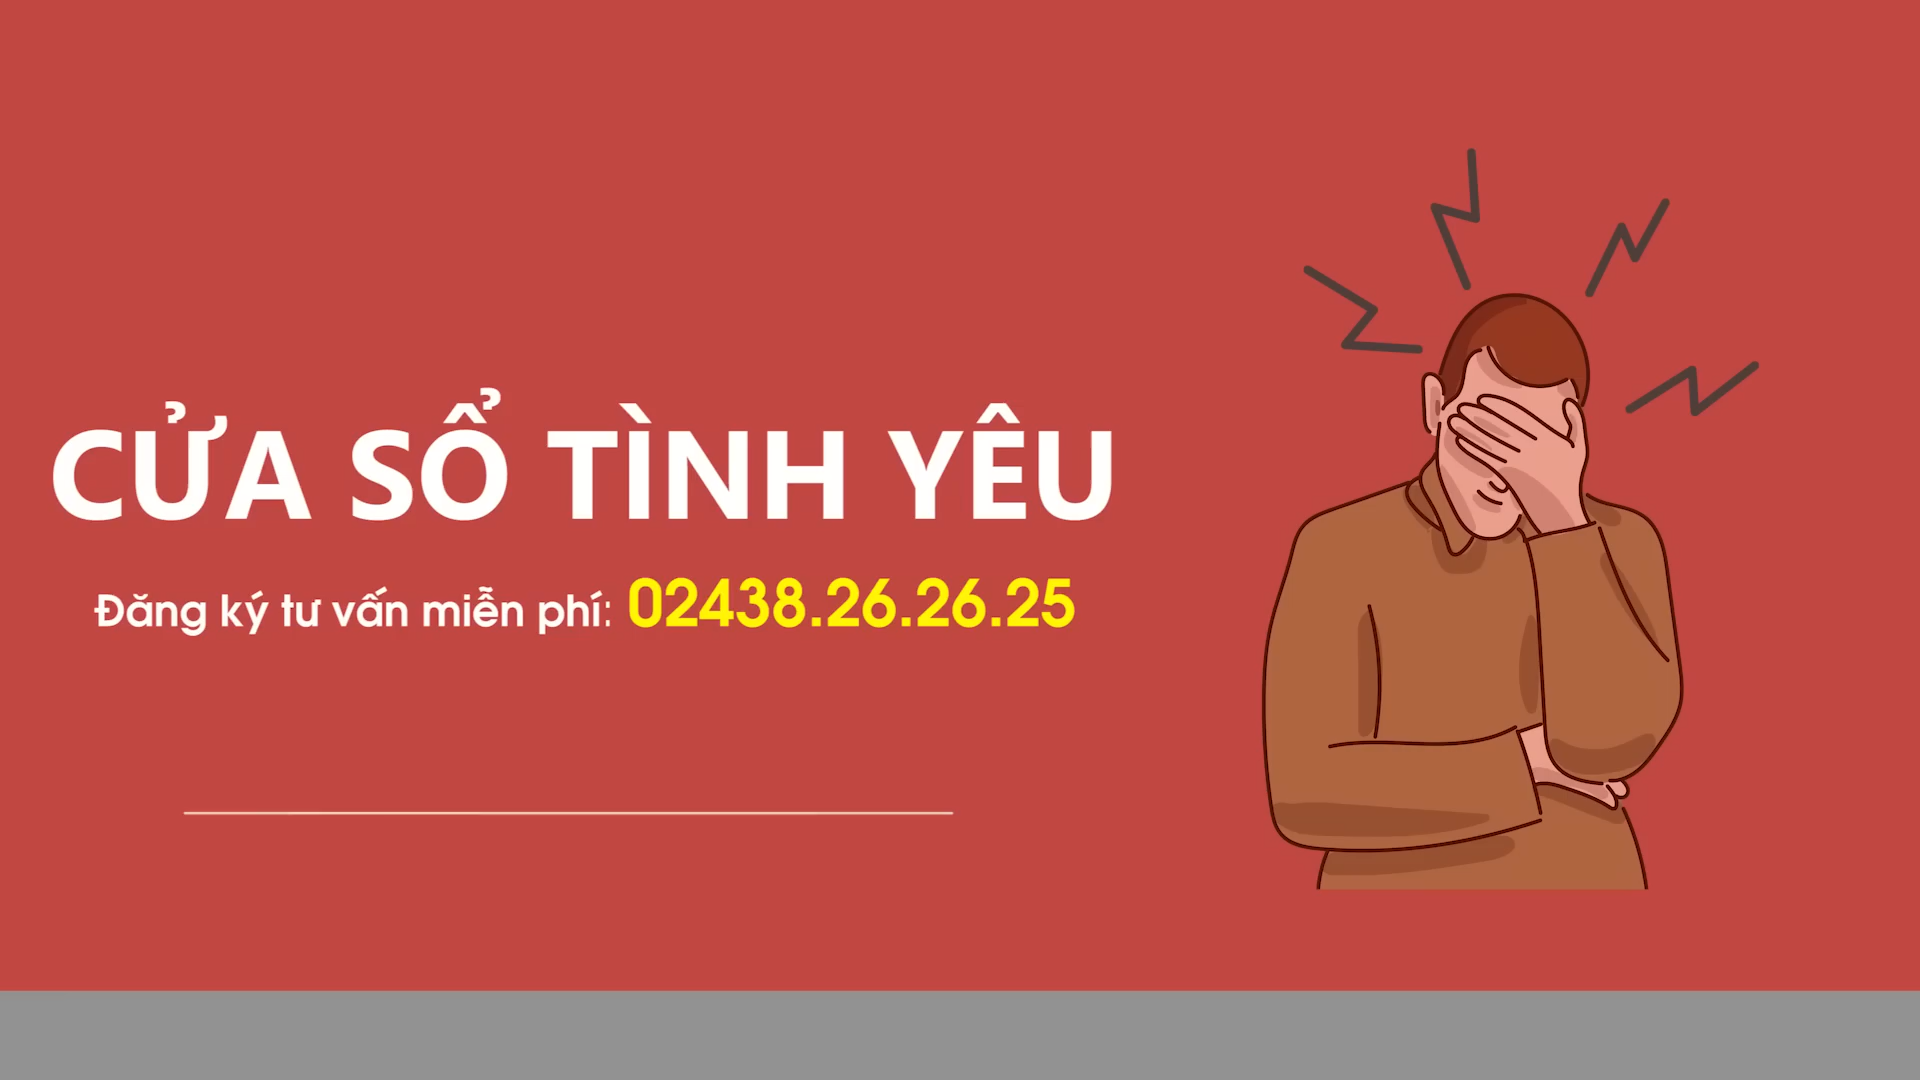 CỬA SỔ TÌNH YÊU
Đăng ký tư vấn miễn phí: 02438.26.26.25